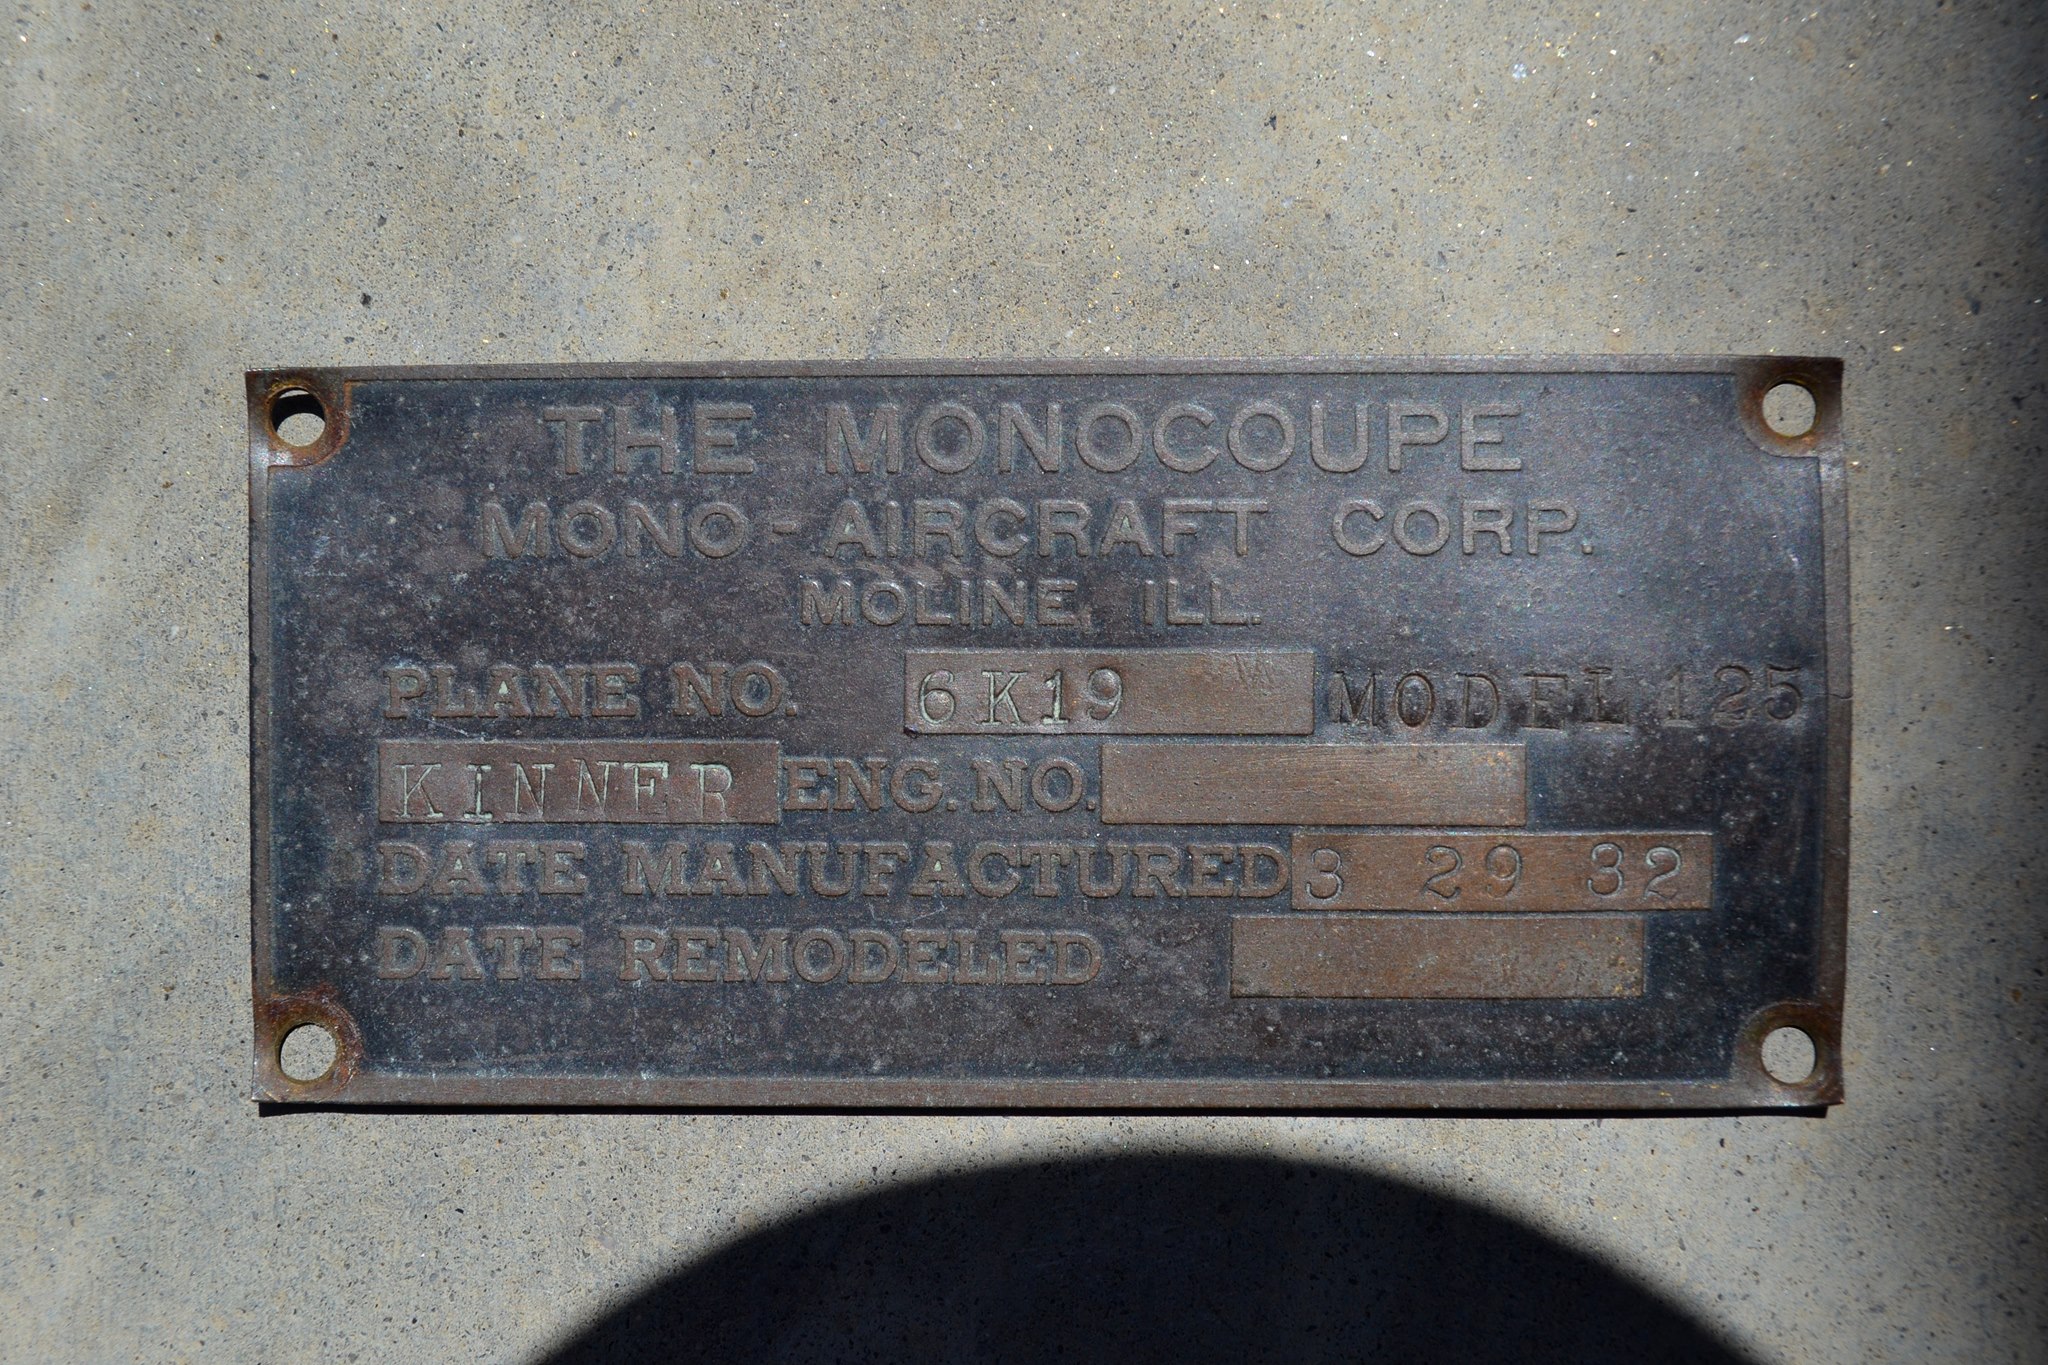 THE MONOCOUPE
MONO-AIRCRAFT CORP.
MOLINE, ILL.
PLANE NO. 6K19 MODEL 125
KINNER ENG. NO.
DATE MANUFACTURED 3 29 32
DATE REMODELED